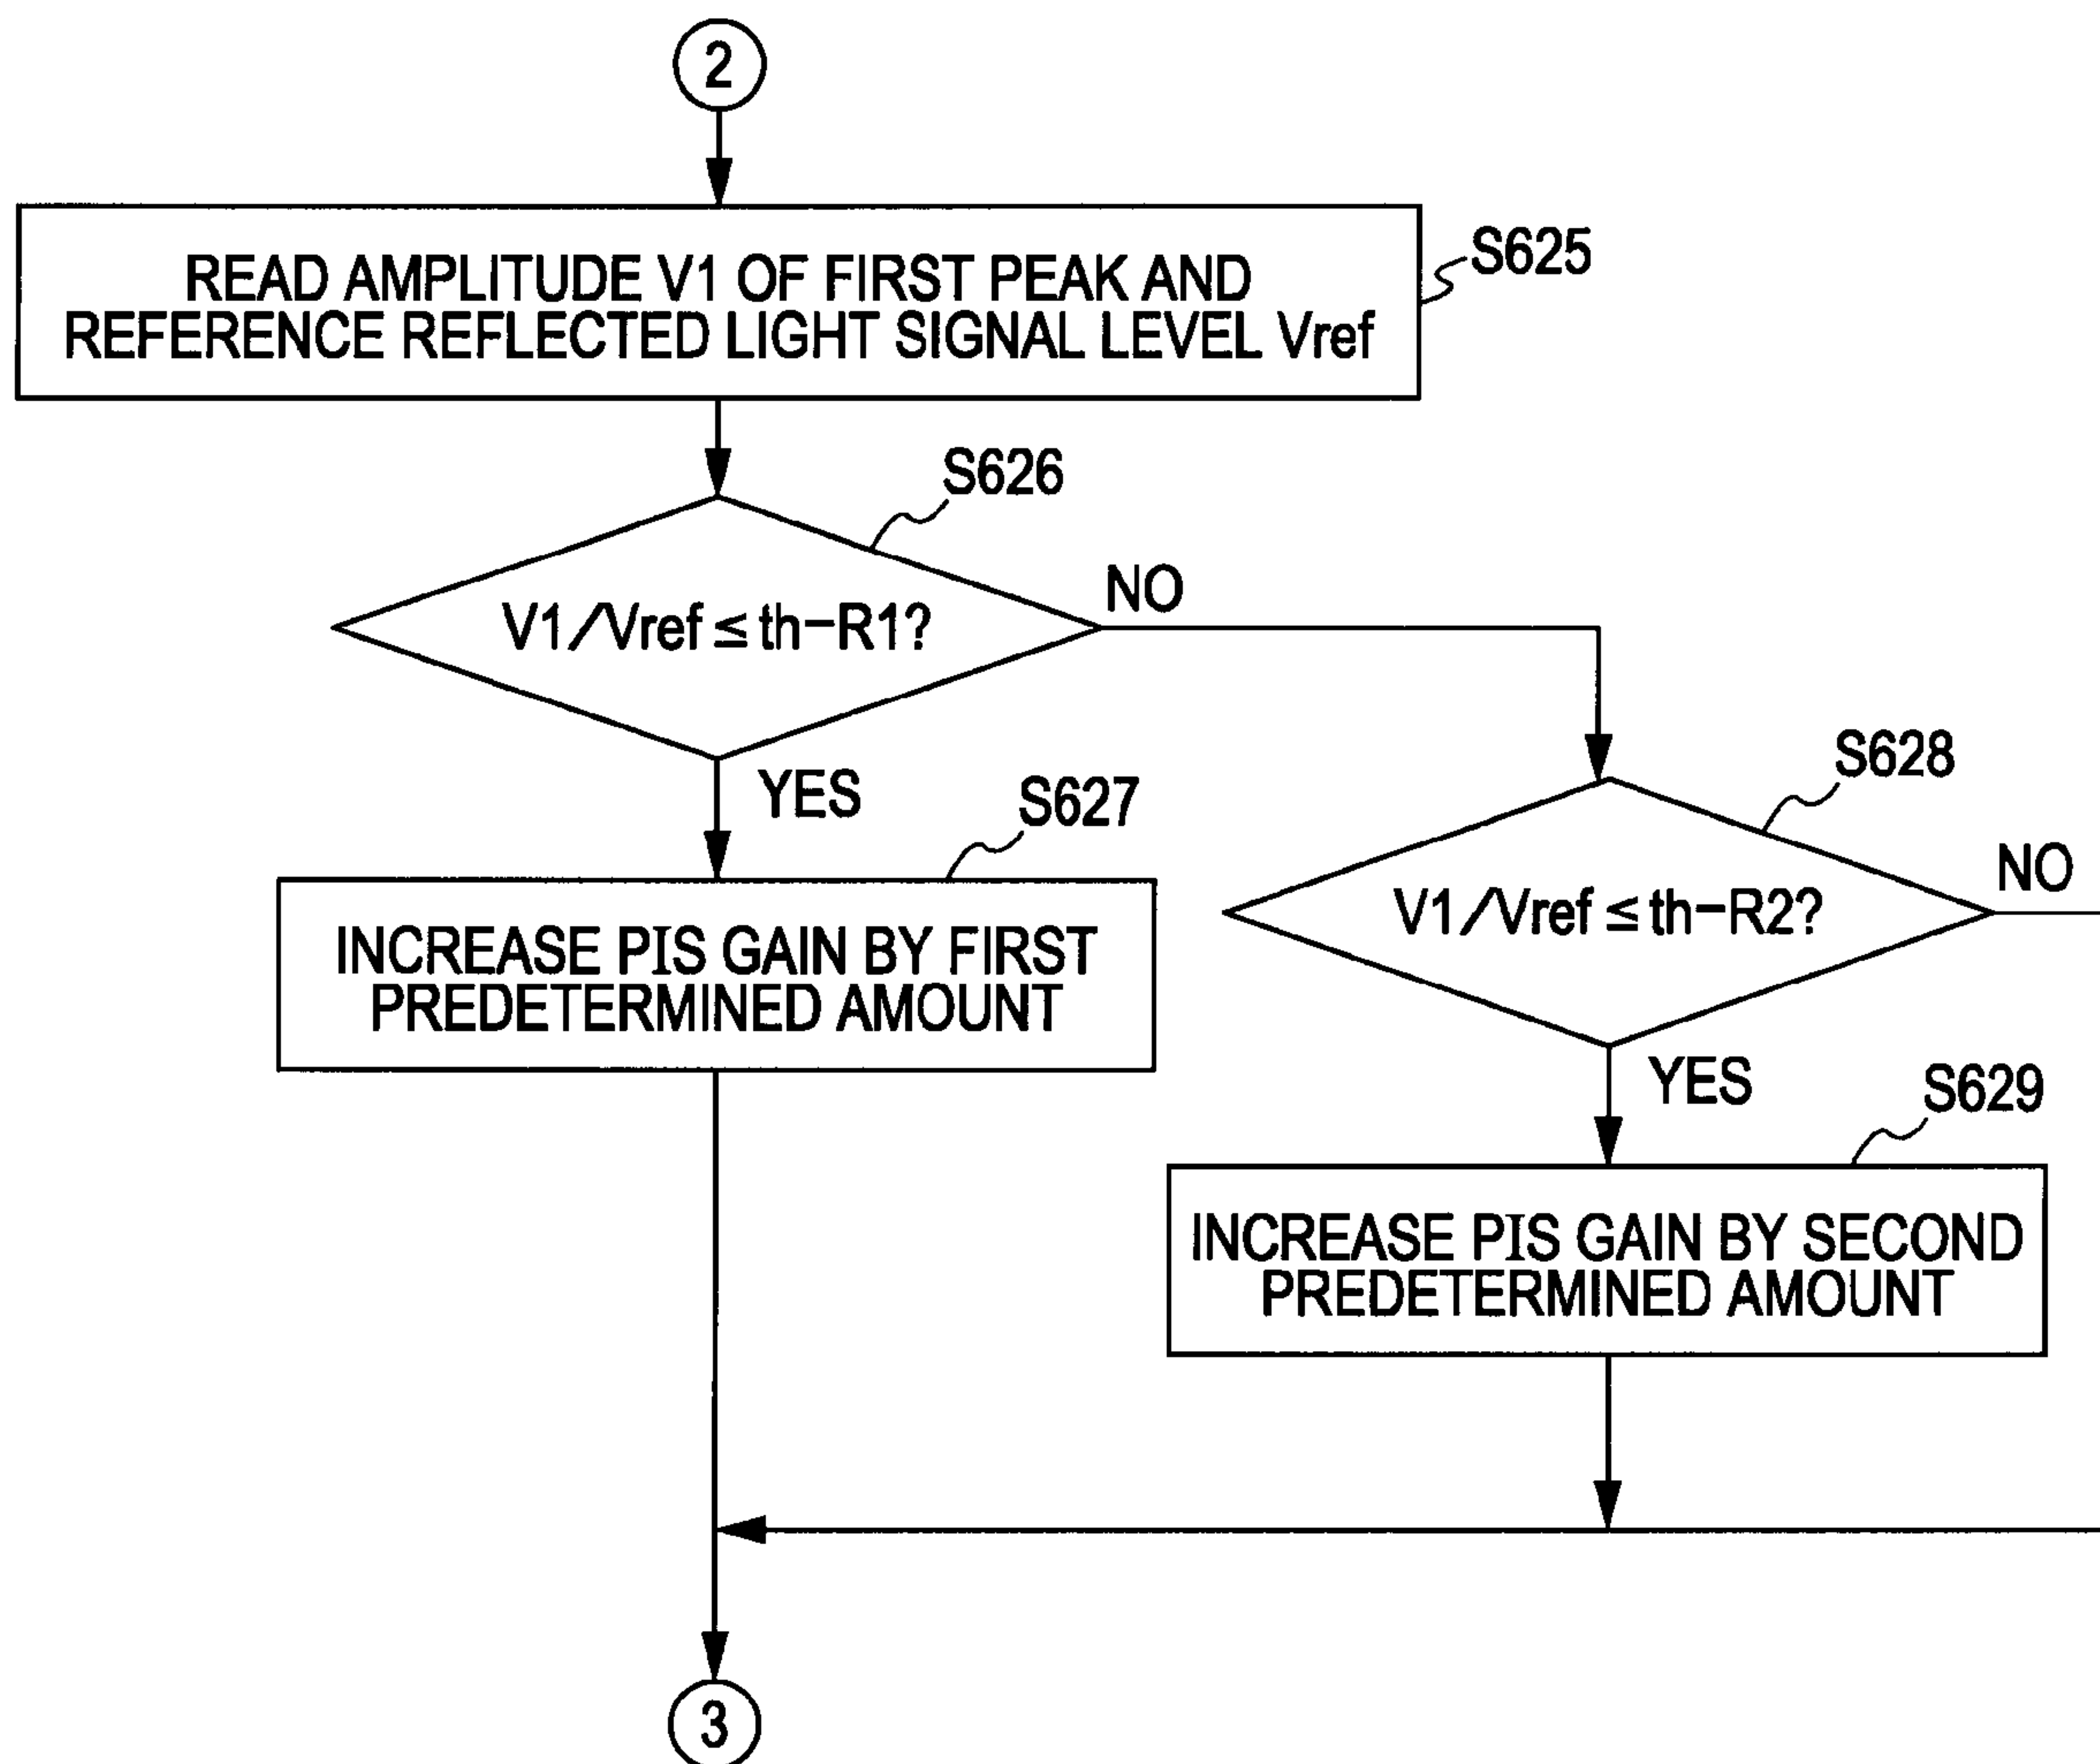 2
READ AMPLITUDE V1 OF FIRST PEAK AND
REFERENCE REFLECTED LIGHT SIGNAL LEVEL Vref
S625
S626
V1/Vref ≤ th-R1?
NO
YES
S627
INCREASE PIS GAIN BY FIRST
PREDETERMINED AMOUNT
S628
V1/Vref ≤ th-R2?
NO
YES
S629
INCREASE PIS GAIN BY SECOND
PREDETERMINED AMOUNT
3